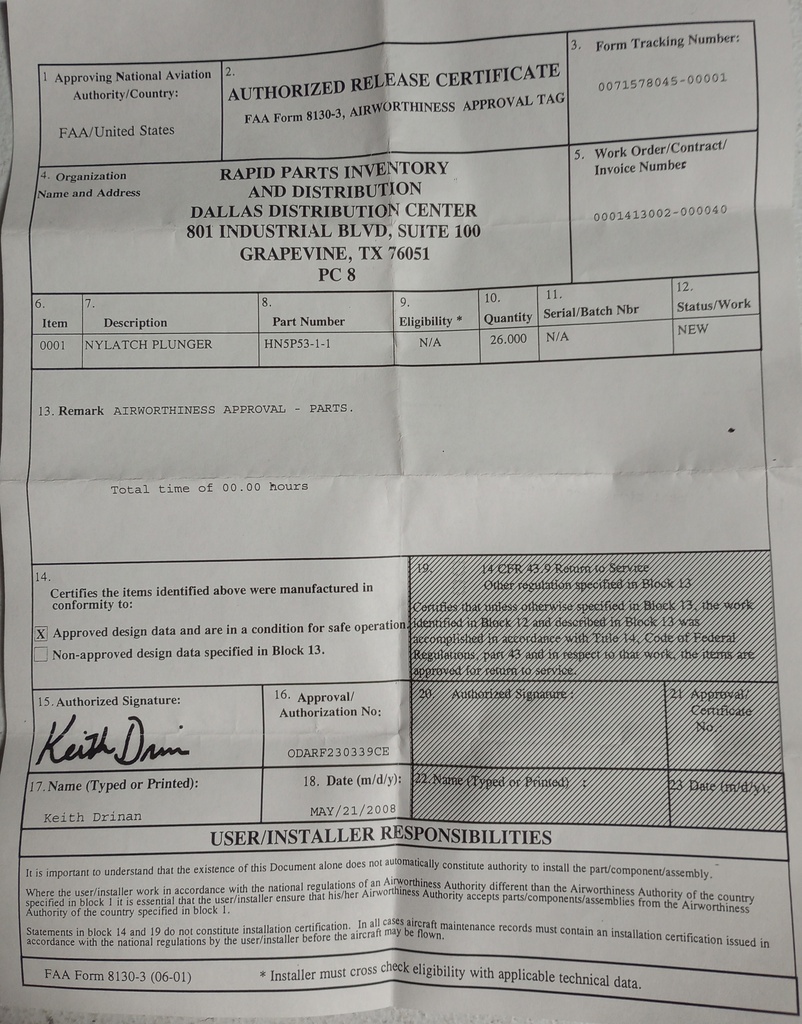 1 Approving National Aviation
Authority/Country:
FAA/United States
2.
AUTHORIZED RELEASE CERTIFICATE
FAA Form 8130-3, AIRWORTHINESS APPROVAL TAG
3. Form Tracking Number:
0071578045-00001
4. Organization
Name and Address
RAPID PARTS INVENTORY
AND DISTRIBUTION
DALLAS DISTRIBUTION CENTER
801 INDUSTRIAL BLVD, SUITE 100
GRAPEVINE, TX 76051
PC 8
5. Work Order/Contract/
Invoice Number
0001413002-000040
6.
Item
7.
Description
8.
Part Number
9.
Eligibility *
10.
Quantity
11.
Serial/Batch Nbr
12.
Status/Work
0001 NYLATCH PLUNGER HN5P53-1-1 N/A 26.000 N/A NEW
13. Remark AIRWORTHINESS APPROVAL - PARTS.
Total time of 00.00 hours
14.
Certifies the items identified above were manufactured in
conformity to:
X Approved design data and are in a condition for safe operation.
Non-approved design data specified in Block 13.
19. 14 CFR 43.9 Return to Service
Other regulation specified in Block 13
Certifies that unless otherwise specified in Block 13, the work
identified in Block 12 and described in Block 13 was
accomplished in accordance with Title 14, Code of Federal
Regulations, part 43 and in respect to that work, the items are
approved for return to service.
15. Authorized Signature:
Keith Drin
16. Approval/
Authorization No:
ODARF230339CE
20. Authorized Signature:
21 Approval/
Certificate
No.:
17. Name (Typed or Printed):
Keith Drinan
18. Date (m/d/y):
MAY/21/2008
22. Name (Typed or Printed) :
23 Date (m/d/y):
USER/INSTALLER RESPONSIBILITIES
It is important to understand that the existence of this Document alone does not automatically constitute authority to install the part/component/assembly.
Where the user/installer work in accordance with the national regulations of an Airworthiness Authority different than the Airworthiness Authority of the country
specified in block 1 it is essential that the user/installer ensure that his/her Airworthiness Authority accepts parts/components/assemblies from the Airworthiness
Authority of the country specified in block 1.
Statements in block 14 and 19 do not constitute installation certification. In all cases aircraft maintenance records must contain an installation certification issued in
accordance with the national regulations by the user/installer before the aircraft may be flown.
FAA Form 8130-3 (06-01) * Installer must cross check eligibility with applicable technical data.